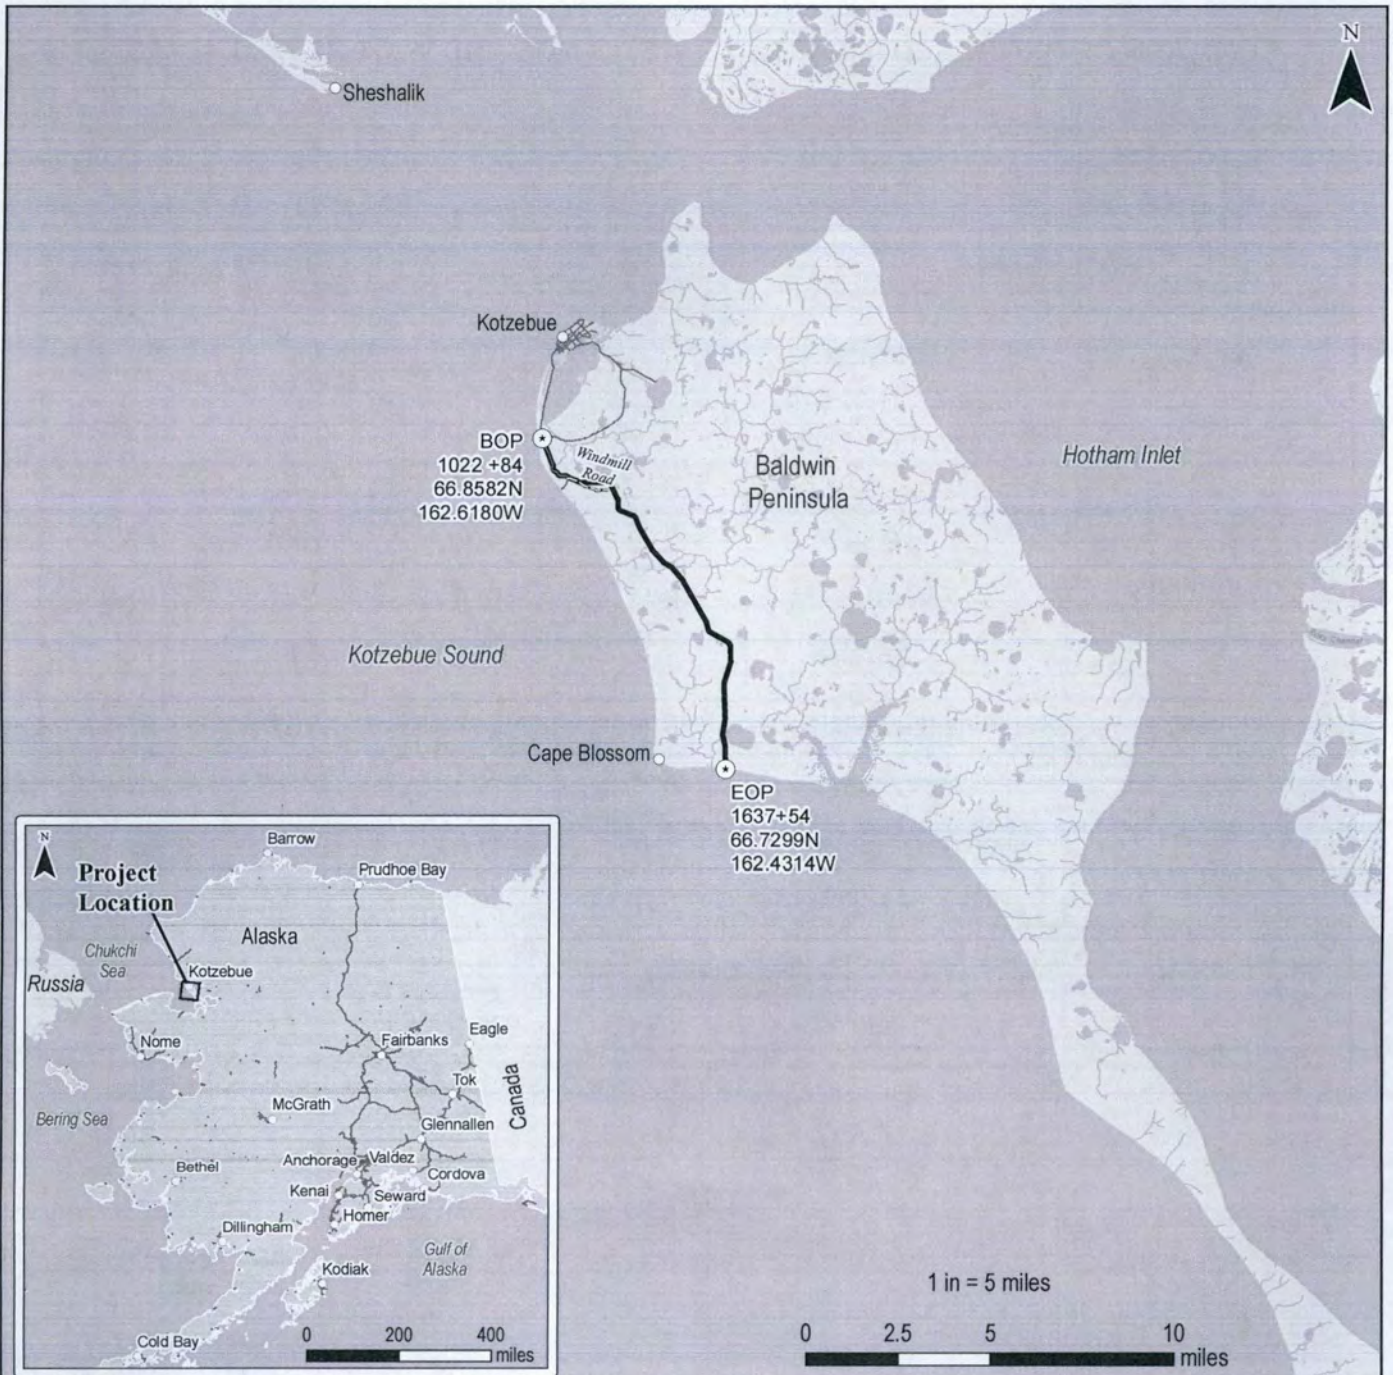 N
Sheshalik
Kotzebue
BOP
1022 +84
66.8582N
162.6180W
Windmill
Road
Baldwin
Peninsula
Hotham Inlet
Kotzebue Sound
Cape Blossom
EOP
1637+54
66.7299N
162.4314W
N
Project
Location
Barrow
Prudhoe Bay
Alaska
Chukchi
Sea
Kotzebue
Russia
Nome
Fairbanks
Eagle
Tok
Canada
Bering Sea
McGrath
Glennallen
Anchorage
Valdez
Bethel
Cordova
Kenai
Seward
Homer
Dillingham
Gulf of
Alaska
Kodiak
Cold Bay
0 200 400
miles
1 in = 5 miles
0 2.5 5 10
miles